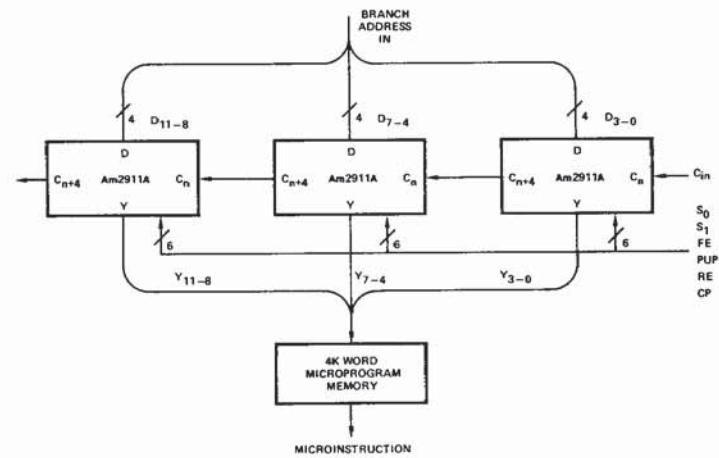 BRANCH
ADDRESS
IN
4 D11–8
4 D7–4
4 D3–0
D
D
D
Cn+4 Am2911A Cn
Cn+4 Am2911A Cn
Cn+4 Am2911A Cn
Cin
Y
Y
Y
S0
S1
FE
PUP
RE
CP
6
6
6
Y11–8
Y7–4
Y3–0
4K WORD
MICROPROGRAM
MEMORY
MICROINSTRUCTION